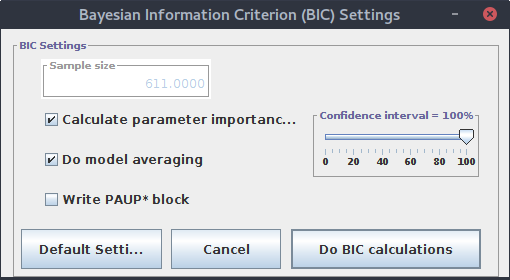 Bayesian Information Criterion (BIC) Settings
BIC Settings
Sample size
611.0000
Calculate parameter importanc...
Confidence interval = 100%
Do model averaging
0 20 40 60 80 100
Write PAUP* block
Default Setti... Cancel Do BIC calculations